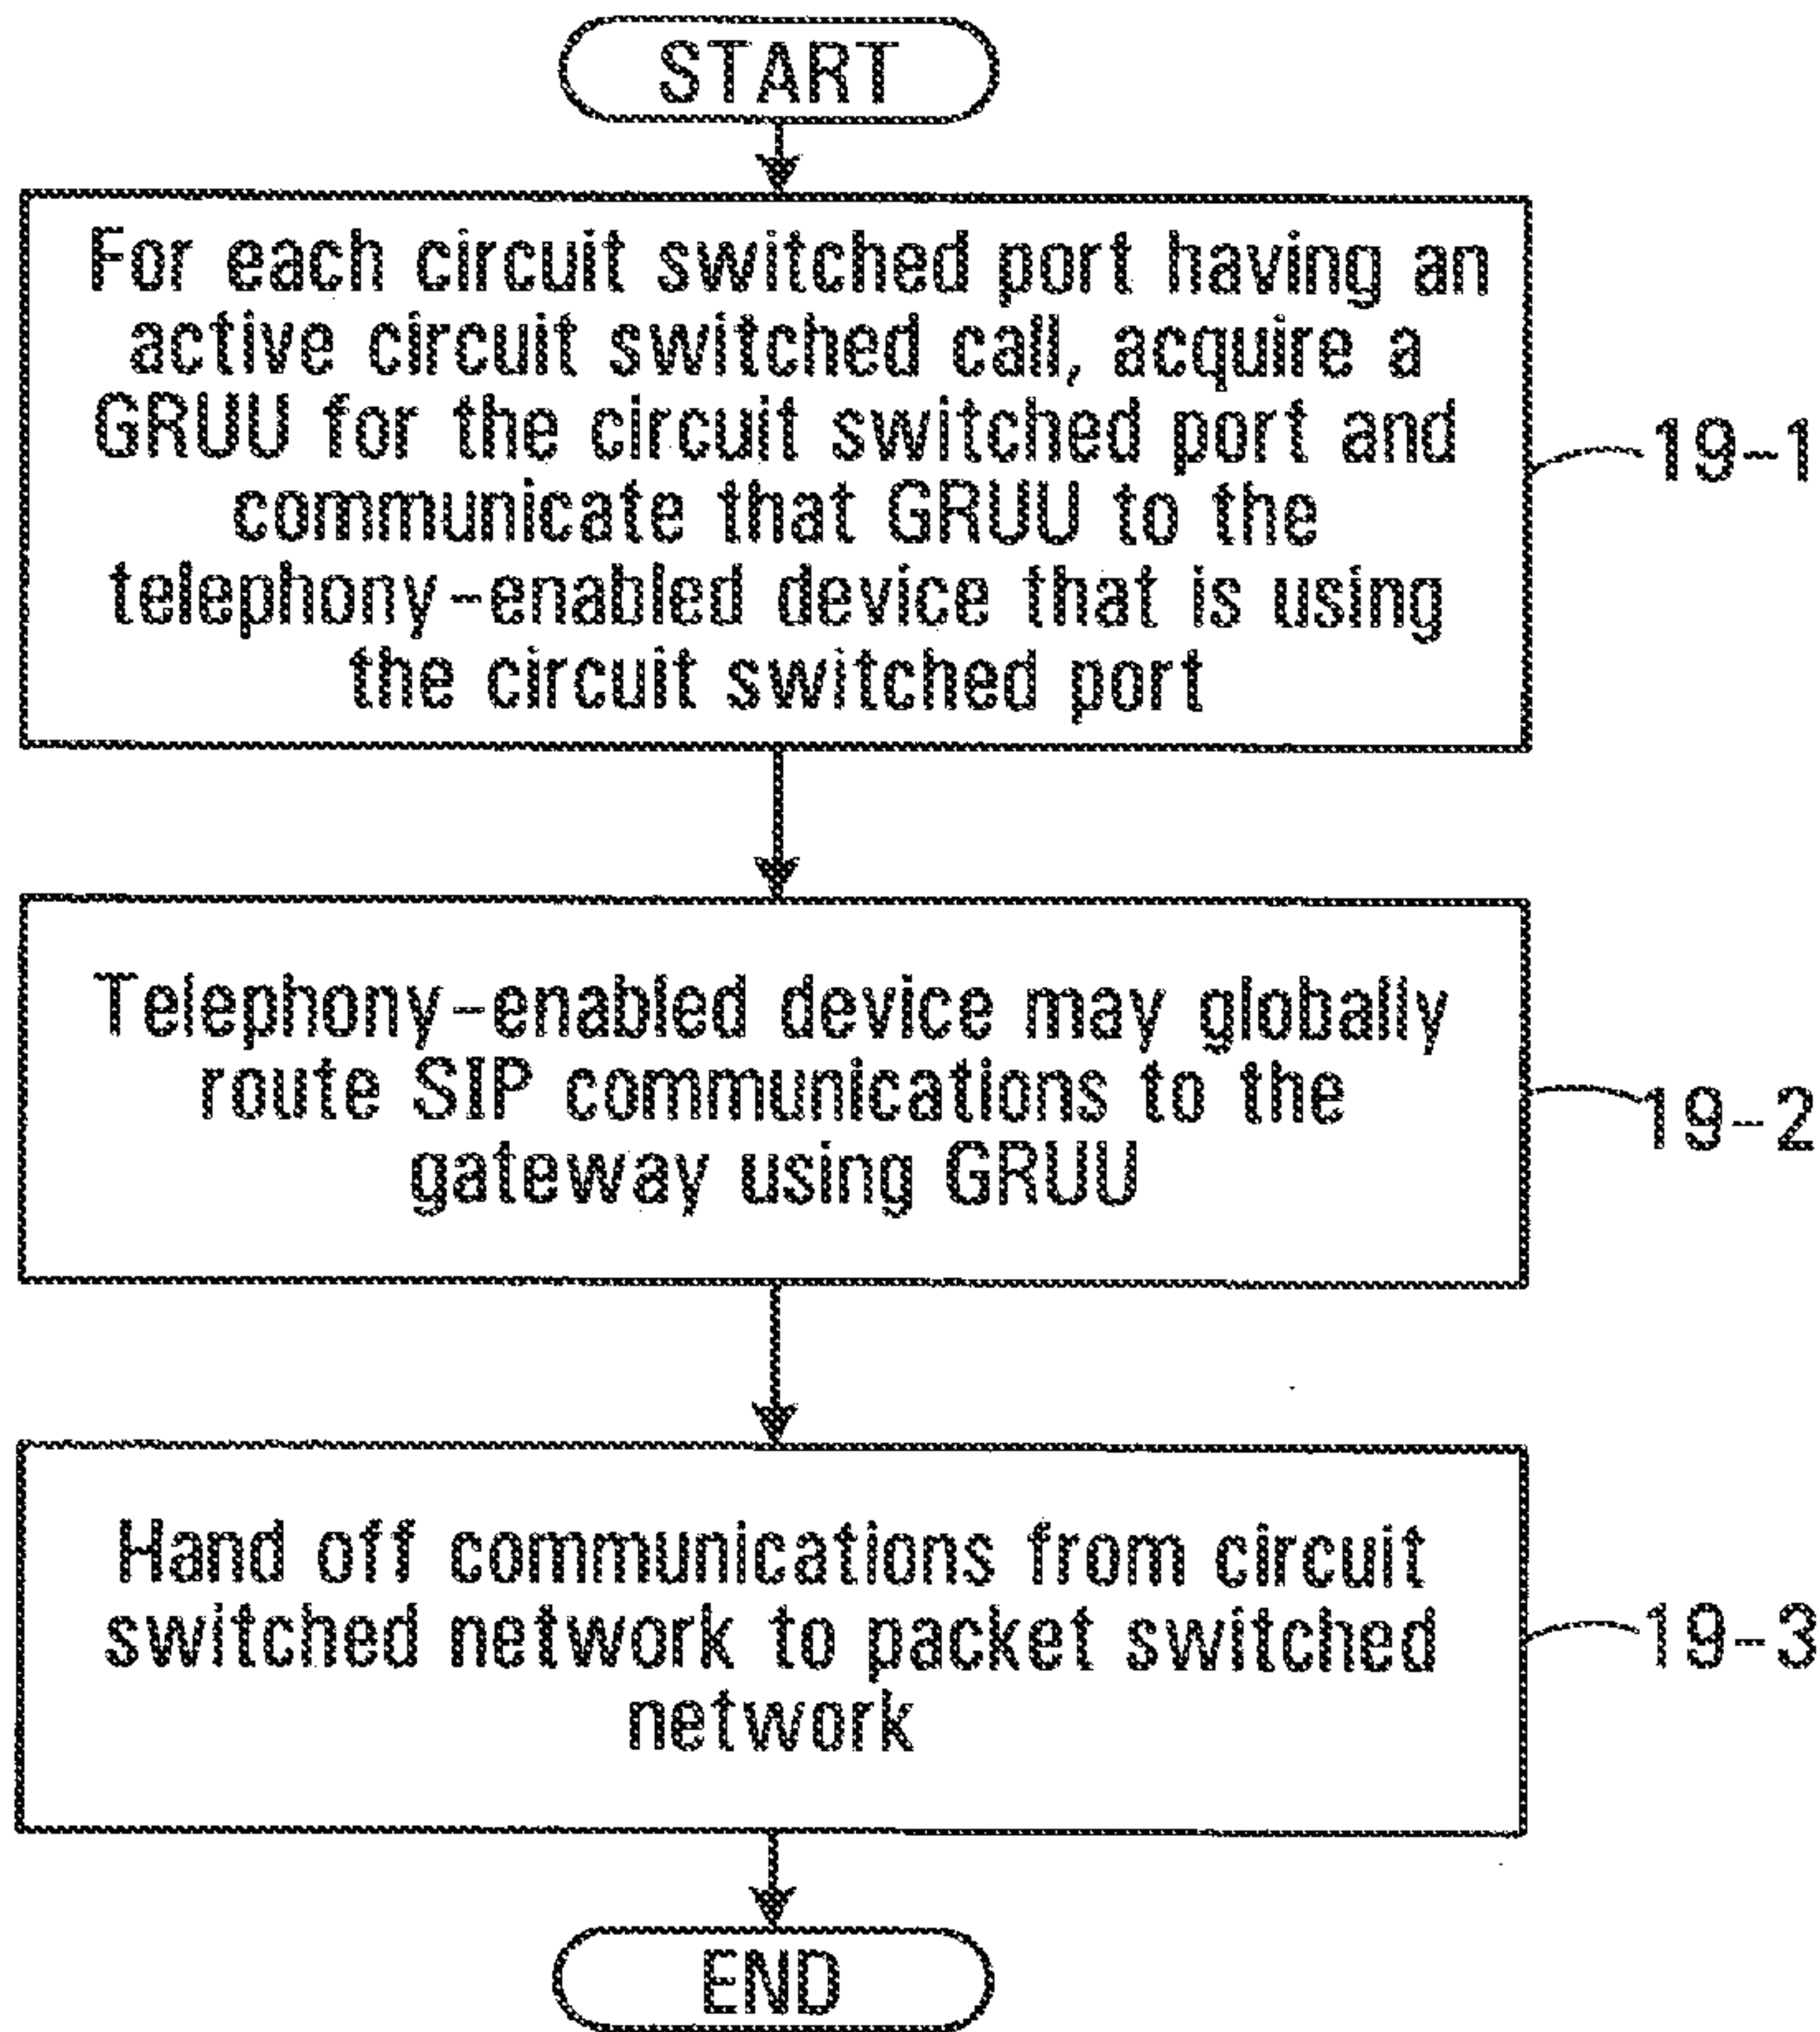 START
For each circuit switched port having an
active circuit switched call, acquire a
GRUU for the circuit switched port and
communicate that GRUU to the
telephony-enabled device that is using
the circuit switched port
19-1
Telephony-enabled device may globally
route SIP communications to the
gateway using GRUU
19-2
Hand off communications from circuit
switched network to packet switched
network
19-3
END